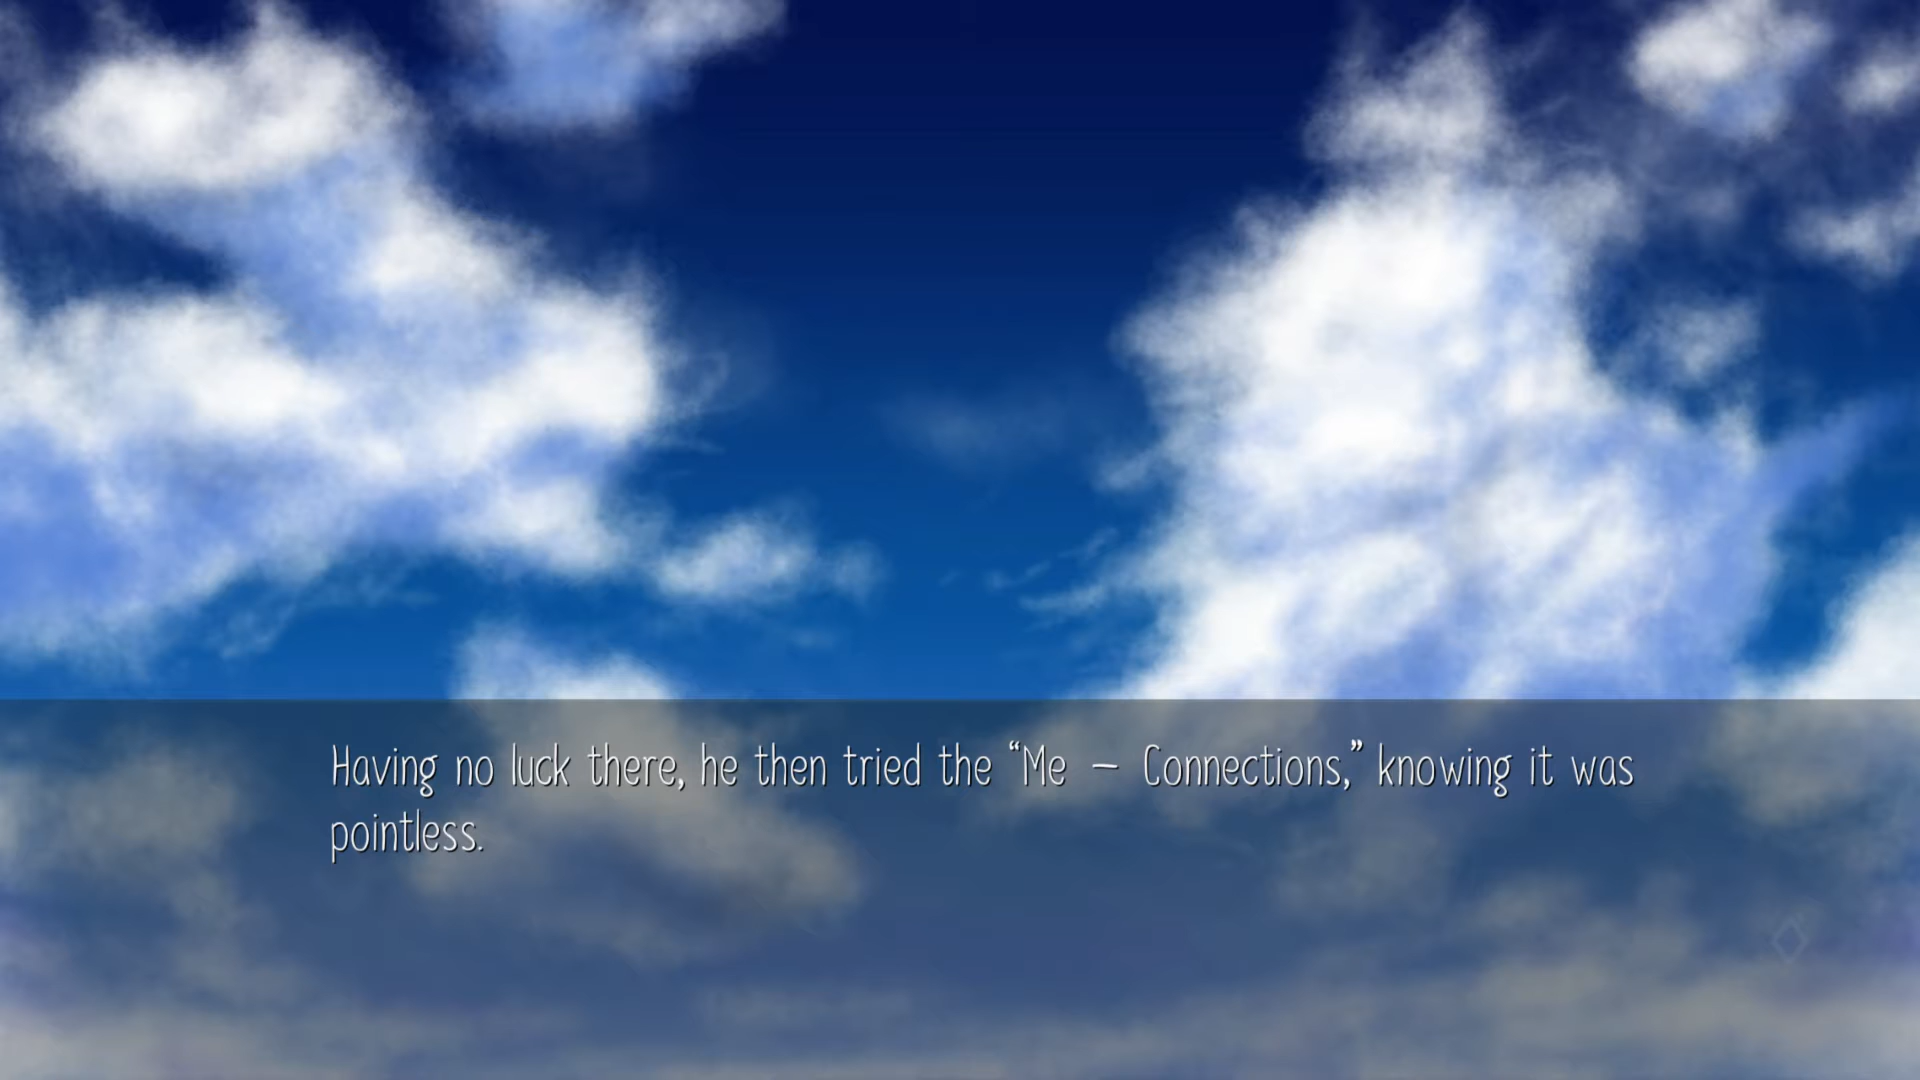 Having no luck there, he then tried the “Me – Connections,” knowing it was
pointless.